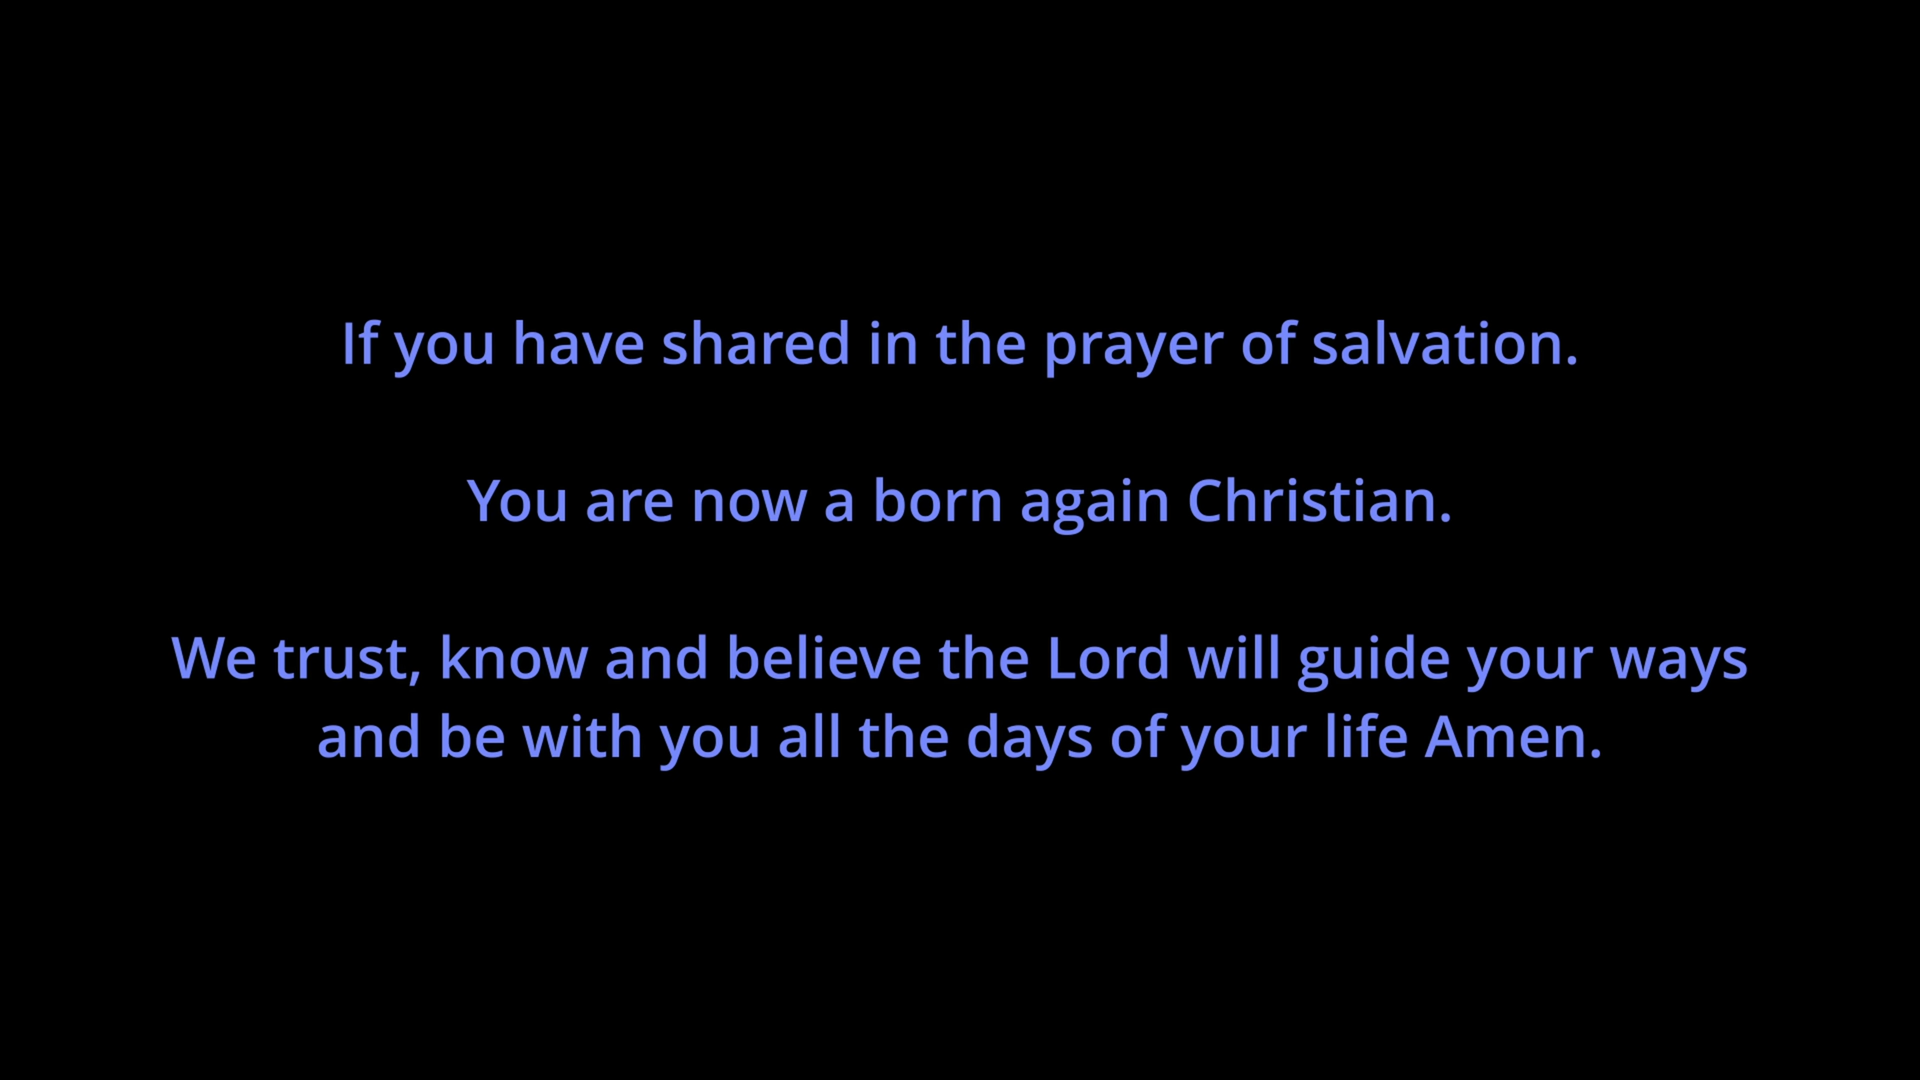 If you have shared in the prayer of salvation.
You are now a born again Christian.
We trust, know and believe the Lord will guide your ways
and be with you all the days of your life Amen.